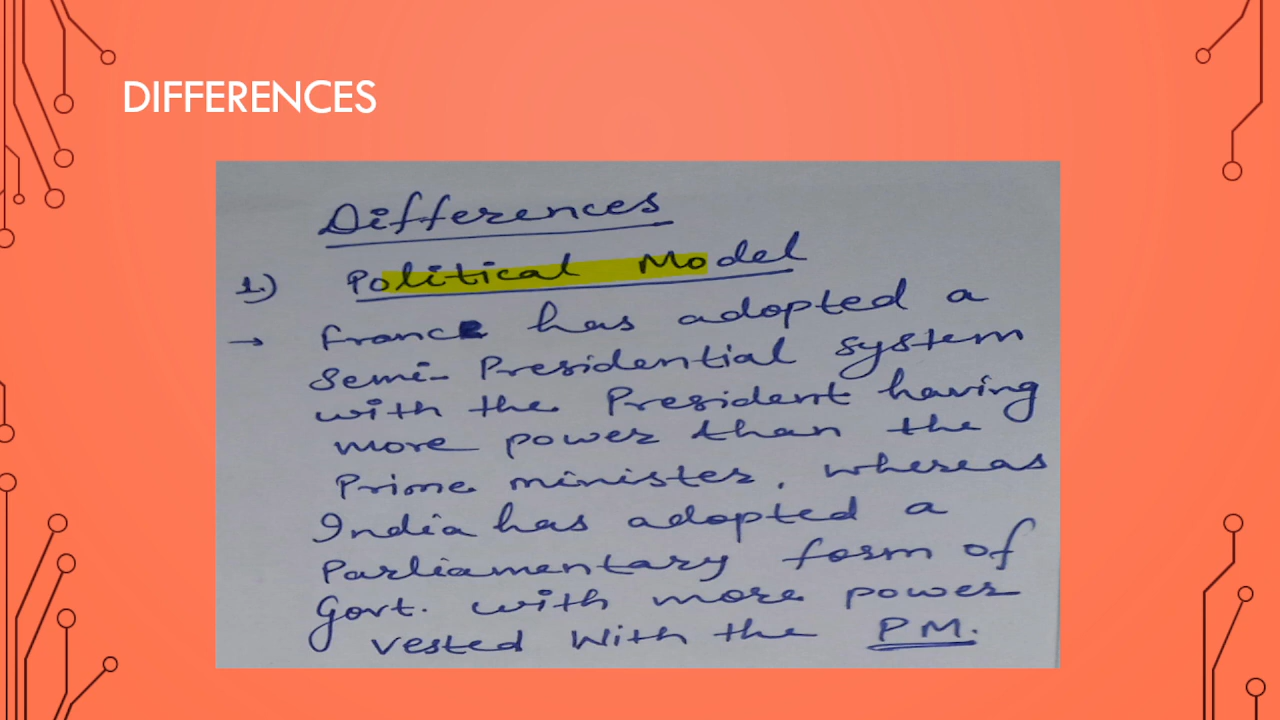 DIFFERENCES
Differences
1.) Political Model
→ France has adopted a
Semi-Presidential system
with the President having
more power than the
Prime minister, whereas
India has adopted a
Parliamentary form of
Govt. with more power
vested With the PM.